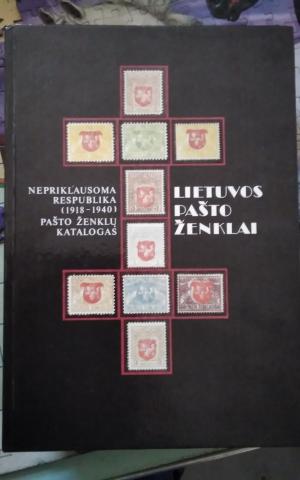 NEPRIKLAUSOMA
RESPUBLIKA
(1918-1940)
PAŠTO ŽENKLŲ
KATALOGAS
LIETUVOS
PAŠTO
ŽENKLAI